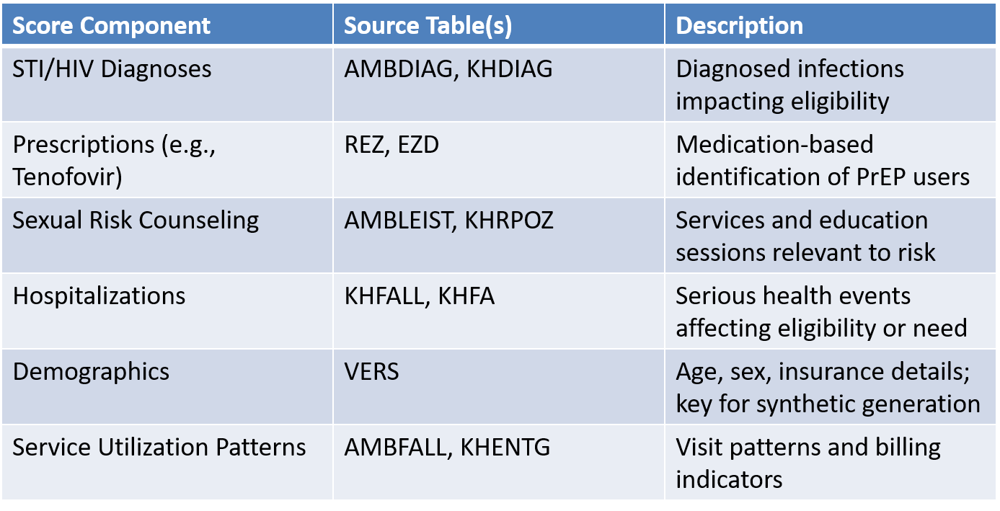 Score Component
Source Table(s)
Description
STI/HIV Diagnoses
AMBDIAG, KHDIAG
Diagnosed infections
impacting eligibility
Prescriptions (e.g.,
Tenofovir)
REZ, EZD
Medication-based
identification of PrEP users
Sexual Risk Counseling
AMBLEIST, KHRPOZ
Services and education
sessions relevant to risk
Hospitalizations
KHFALL, KHFA
Serious health events
affecting eligibility or need
Demographics
VERS
Age, sex, insurance details;
key for synthetic generation
Service Utilization Patterns
AMBFALL, KHENTG
Visit patterns and billing
indicators